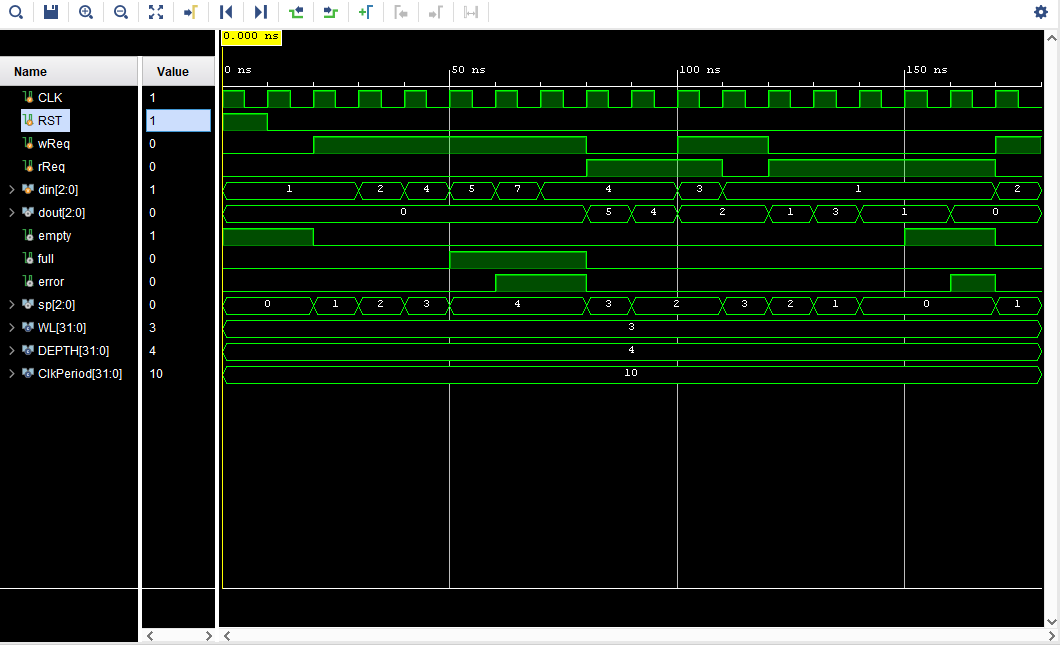 0.000 ns
Name Value
0 ns 50 ns 100 ns 150 ns
CLK 1
RST 1
wReq 0
rReq 0
din[2:0] 1 1 2 4 5 7 4 3 1 2
dout[2:0] 0 0 5 4 2 1 3 1 0
empty 1
full 0
error 0
sp[2:0] 0 0 1 2 3 4 3 2 3 2 1 0 1
WL[31:0] 3 3
DEPTH[31:0] 4 4
ClkPeriod[31:0] 10 10